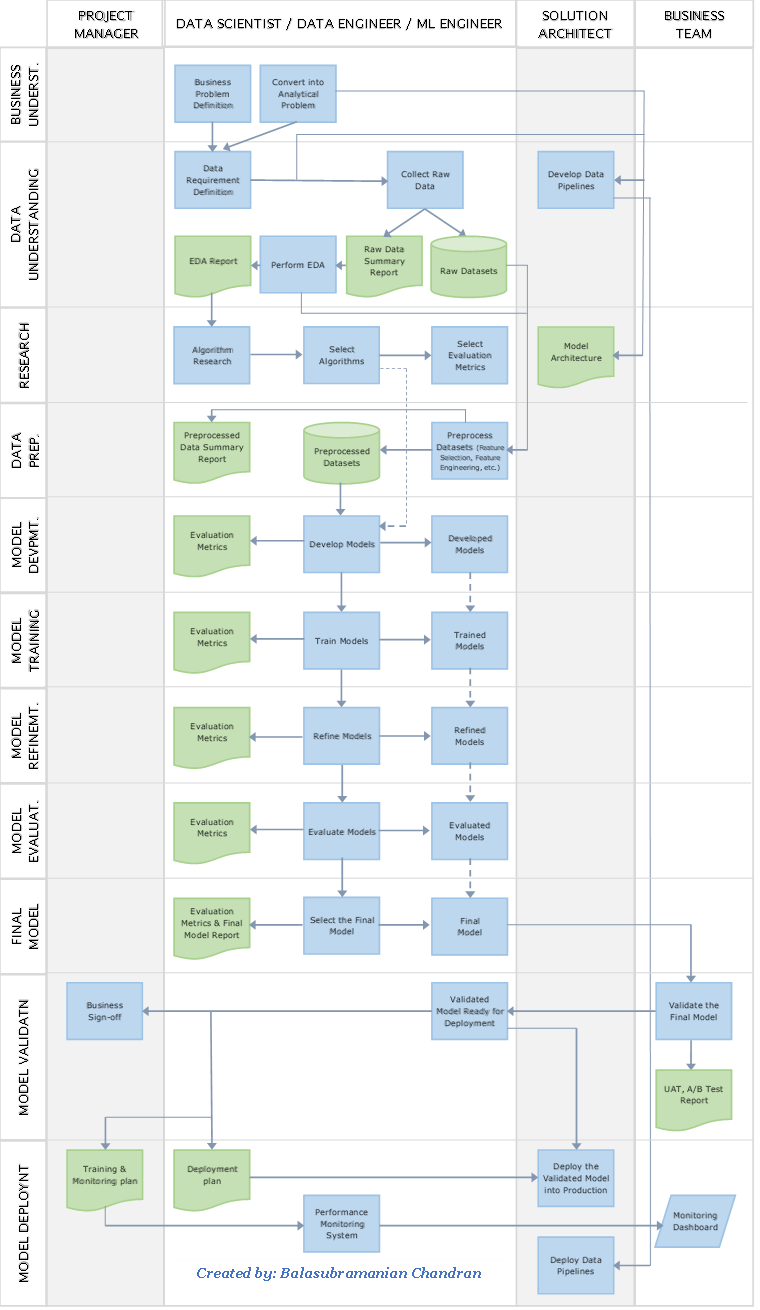 PROJECT
MANAGER
DATA SCIENTIST / DATA ENGINEER / ML ENGINEER
SOLUTION
ARCHITECT
BUSINESS
TEAM
BUSINESS
UNDERST.
Business
Problem
Definition
Convert into
Analytical
Problem
DATA
UNDERSTANDING
Data
Requirement
Definition
Collect Raw
Data
Develop Data
Pipelines
EDA Report
Perform EDA
Raw Data
Summary
Report
Raw Datasets
RESEARCH
Algorithm
Research
Select
Algorithms
Select
Evaluation
Metrics
Model
Architecture
DATA
PREP.
Preprocessed
Data Summary
Report
Preprocessed
Datasets
Preprocess
Datasets (Feature
Selection, Feature
Engineering, etc.)
MODEL
DEVPMT.
Evaluation
Metrics
Develop Models
Developed
Models
MODEL
TRAINING
Evaluation
Metrics
Train Models
Trained
Models
MODEL
REFINEMT.
Evaluation
Metrics
Refine Models
Refined
Models
MODEL
EVALUAT.
Evaluation
Metrics
Evaluate Models
Evaluated
Models
FINAL
MODEL
Evaluation
Metrics & Final
Model Report
Select the Final
Model
Final
Model
MODEL VALIDATN
Business
Sign-off
Validated
Model Ready for
Deployment
Validate the
Final Model
UAT, A/B Test
Report
MODEL DEPLOYNT
Training &
Monitoring plan
Deployment
plan
Deploy the
Validated Model
into Production
Performance
Monitoring
System
Monitoring
Dashboard
Deploy Data
Pipelines
Created by: Balasubramanian Chandran